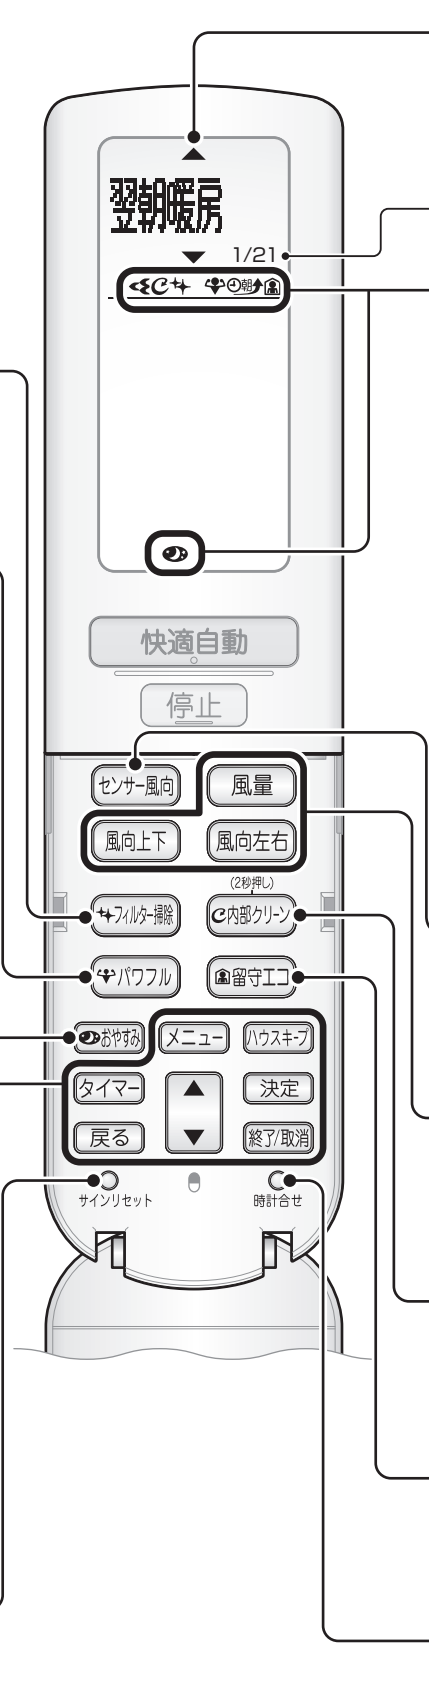 翌朝暖房
1/21
朝
快適自動
停止
センサー風向
風量
風向上下
風向左右
(2秒押し)
フィルター掃除
内部クリーン
パワフル
留守エコ
おやすみ
メニュー
ハウスキープ
タイマー
決定
戻る
終了/取消
サインリセット
時計合せ